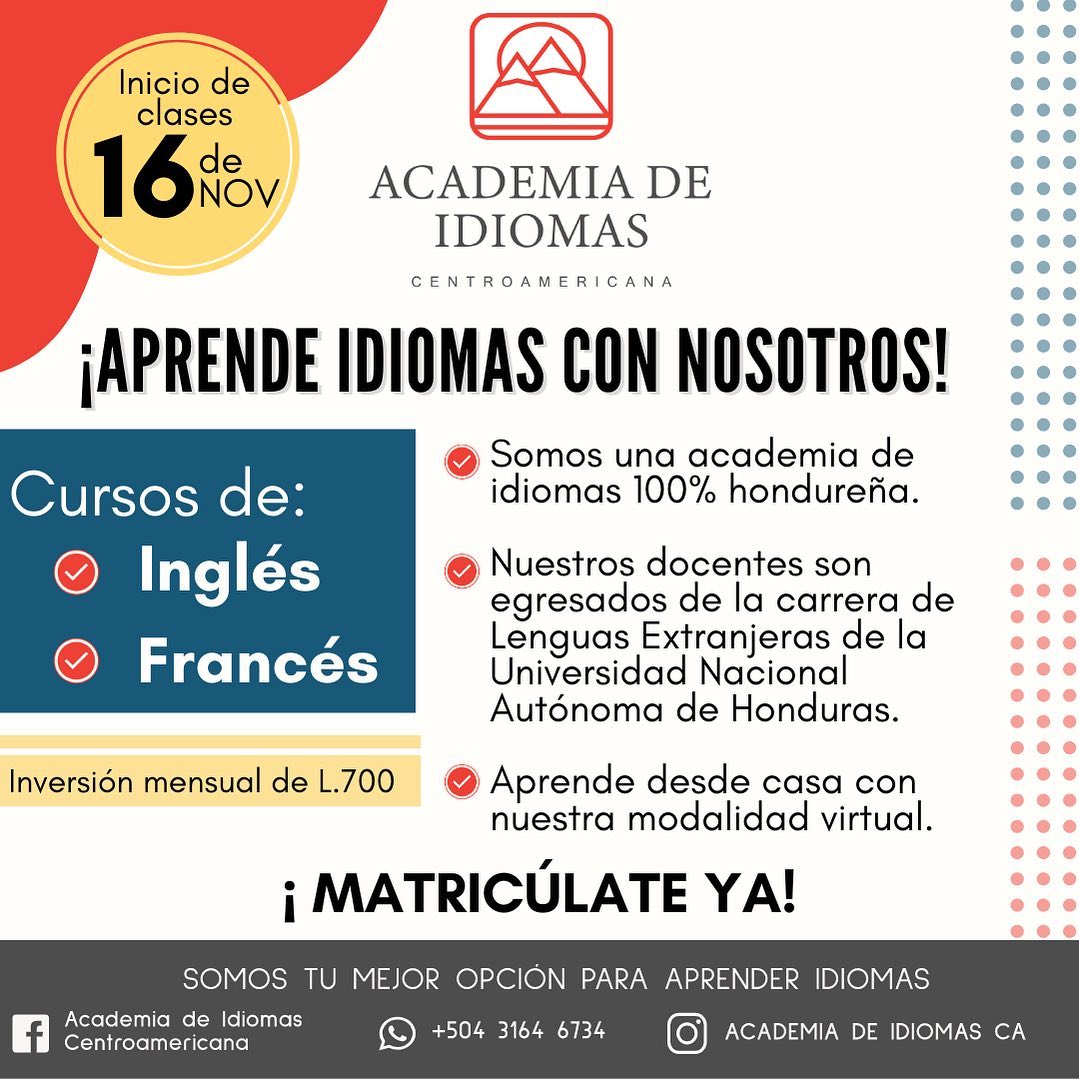 Inicio de
clases
16 de
NOV
ACADEMIA DE
IDIOMAS
CENTROAMERICANA
¡APRENDE IDIOMAS CON NOSOTROS!
Cursos de:
Inglés
Francés
Inversión mensual de L.700
Somos una academia de
idiomas 100% hondureña.
Nuestros docentes son
egresados de la carrera de
Lenguas Extranjeras de la
Universidad Nacional
Autónoma de Honduras.
Aprende desde casa con
nuestra modalidad virtual.
¡ MATRICÚLATE YA!
SOMOS TU MEJOR OPCIÓN PARA APRENDER IDIOMAS
Academia de Idiomas
Centroamericana
+504 3164 6734
ACADEMIA DE IDIOMAS CA